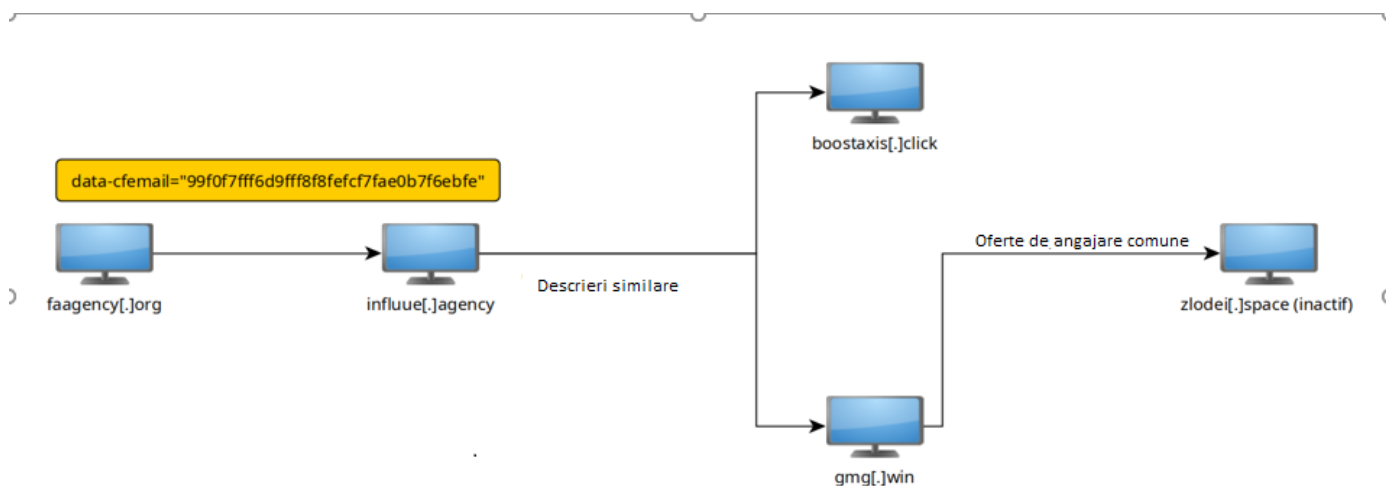 boostaxis[.]click
data-cfemail="99f0f7fff6d9fff8f8fefcf7fae0b7f6ebfe"
Oferte de angajare comune
Descrieri similare
faagency[.]org
influue[.]agency
zlodei[.]space (inactif)
gmg[.]win